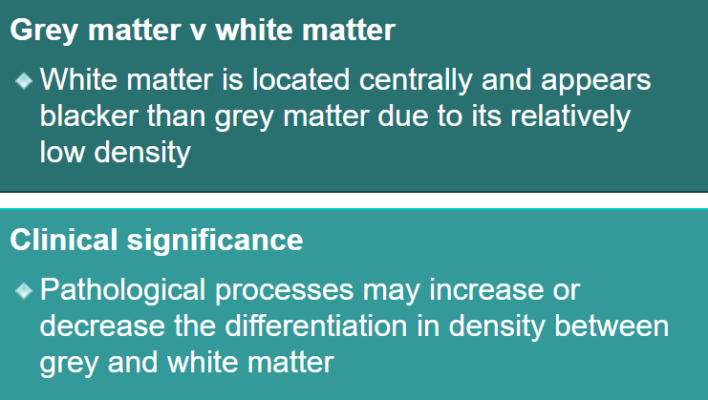 Grey matter v white matter
White matter is located centrally and appears
blacker than grey matter due to its relatively
low density
Clinical significance
Pathological processes may increase or
decrease the differentiation in density between
grey and white matter